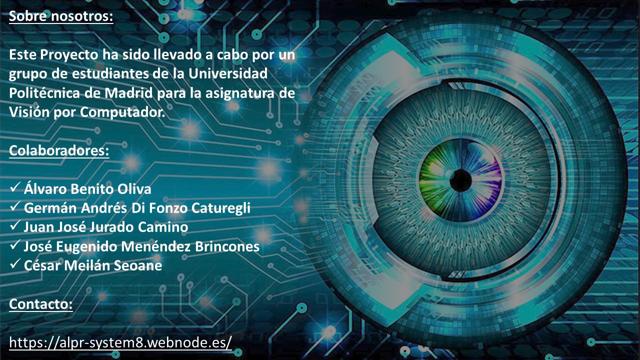 Sobre nosotros:
Este Proyecto ha sido llevado a cabo por un
grupo de estudiantes de la Universidad
Politécnica de Madrid para la asignatura de
Visión por Computador.
Colaboradores:
✓ Álvaro Benito Oliva
✓ Germán Andrés Di Fonzo Caturegli
✓ Juan José Jurado Camino
✓ José Eugenido Menéndez Brincones
✓ César Meilán Seoane
Contacto:
https://alpr-system8.webnode.es/